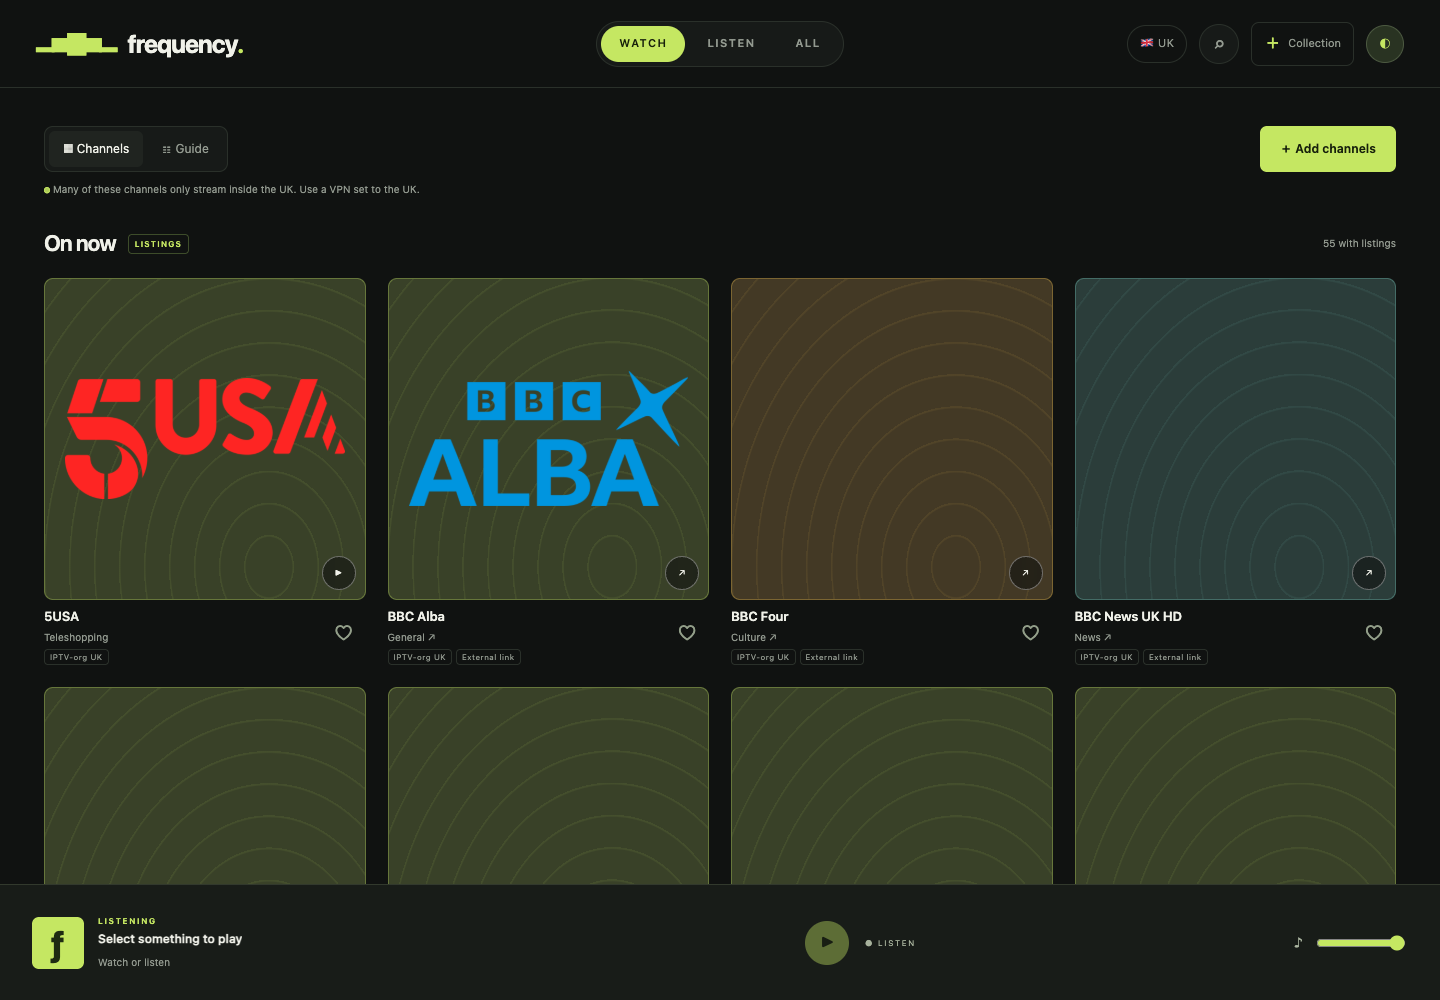 frequency.
WATCH
LISTEN
ALL
UK
Collection
Channels
Guide
+ Add channels
Many of these channels only stream inside the UK. Use a VPN set to the UK.
On now
LISTINGS
55 with listings
5USA
BBC
ALBA
5USA
Teleshopping
IPTV-org UK
BBC Alba
General ↗
IPTV-org UK
External link
BBC Four
Culture ↗
IPTV-org UK
External link
BBC News UK HD
News ↗
IPTV-org UK
External link
f
LISTENING
Select something to play
Watch or listen
LISTEN